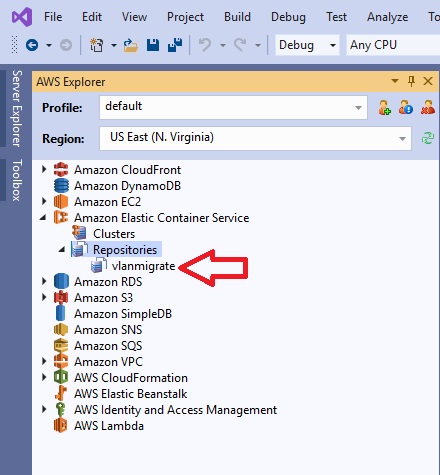 File Edit View Project Build Debug Team
Tools Architecture Test Analyze
Debug Any CPU
Server Explorer
Toolbox
AWS Explorer
Profile: default
Region: US East (N. Virginia)
Amazon CloudFront
Amazon DynamoDB
Amazon EC2
Amazon Elastic Container Service
Clusters
Repositories
vlanmigrate
Amazon RDS
Amazon S3
Amazon SimpleDB
Amazon SNS
Amazon SQS
Amazon VPC
AWS CloudFormation
AWS Elastic Beanstalk
AWS Identity and Access Management
AWS Lambda